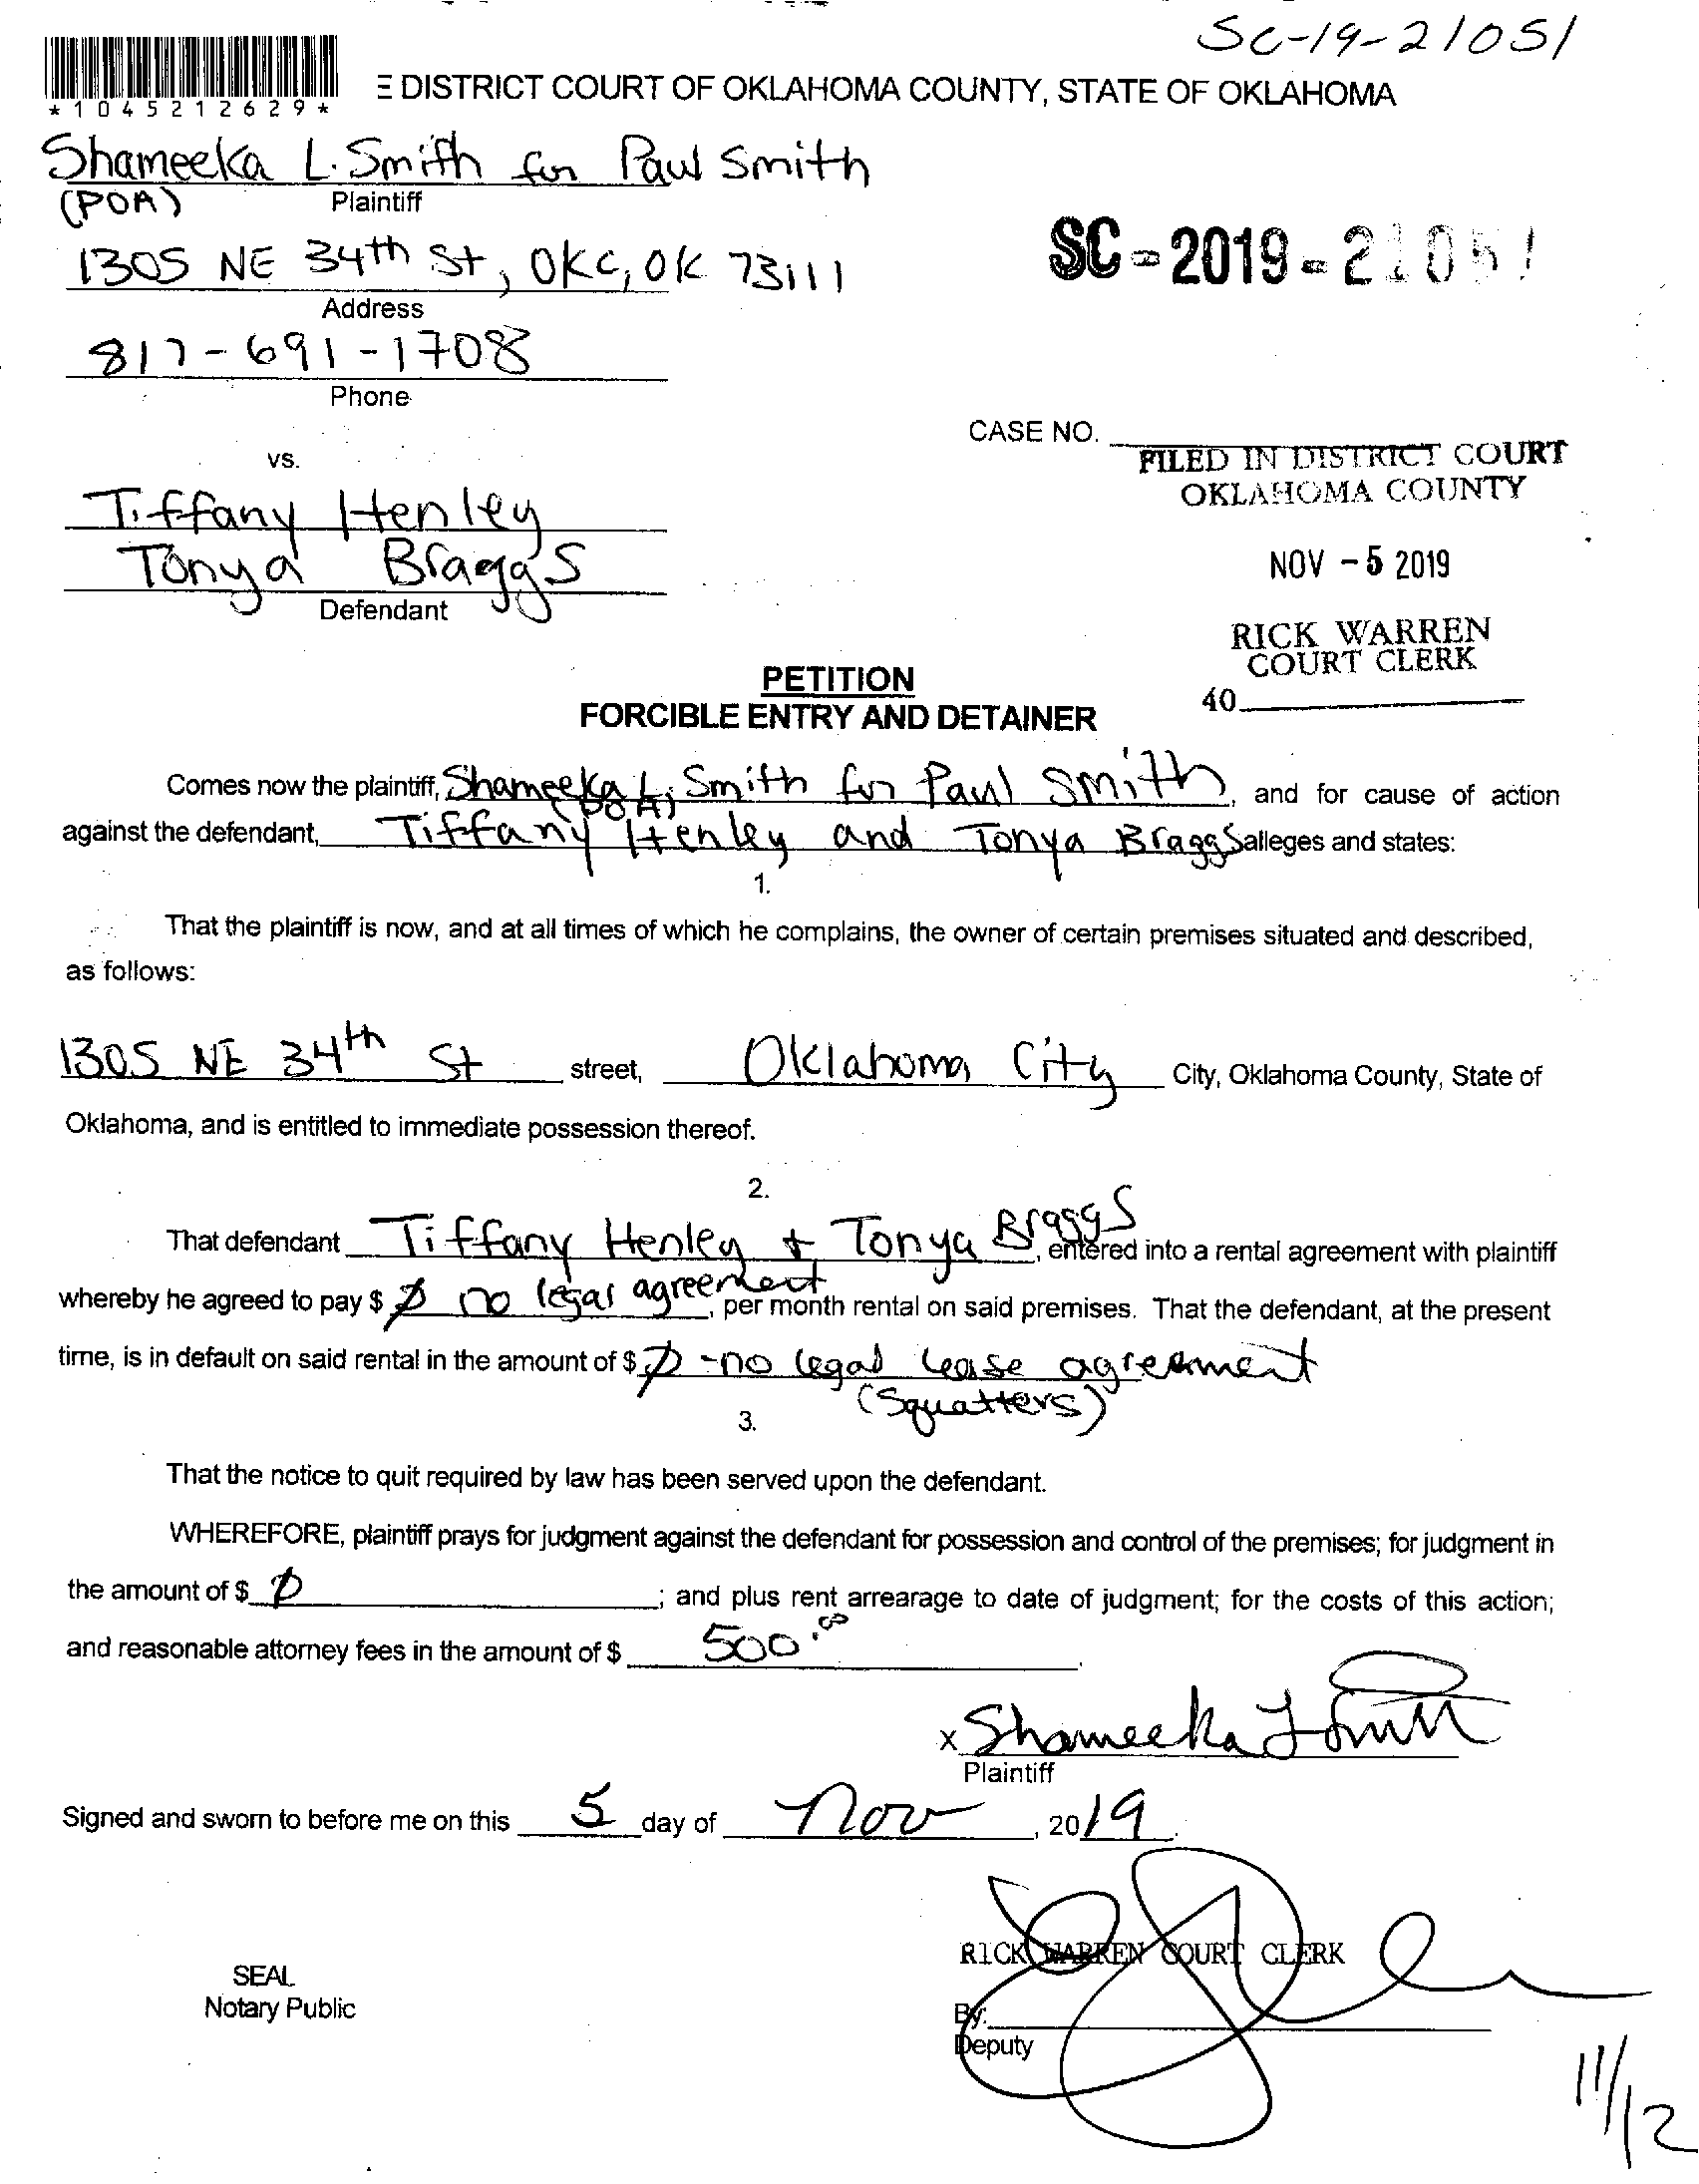 SC-19-21051
*1045212629*
E DISTRICT COURT OF OKLAHOMA COUNTY, STATE OF OKLAHOMA
Shameeka L. Smith for Paul Smith
(POA) Plaintiff
1305 NE 34th St, OKC, OK 73111
SC-2019-21051
Address
817-691-1708
Phone
CASE NO.
FILED IN DISTRICT COURT
OKLAHOMA COUNTY
vs.
Tiffany Henley
Tonya Braggs
NOV -5 2019
Defendant
RICK WARREN
COURT CLERK
40
PETITION
FORCIBLE ENTRY AND DETAINER
Comes now the plaintiff, Shameeka L. Smith for Paul Smith, and for cause of action
(POA)
against the defendant, Tiffany Henley and Tonya Braggs alleges and states:
1.
That the plaintiff is now, and at all times of which he complains, the owner of certain premises situated and described,
as follows:
1305 NE 34th St street, Oklahoma City City, Oklahoma County, State of
Oklahoma, and is entitled to immediate possession thereof.
2.
That defendant Tiffany Henley + Tonya Braggs, entered into a rental agreement with plaintiff
whereby he agreed to pay $ Ø no legal agreement, per month rental on said premises. That the defendant, at the present
time, is in default on said rental in the amount of $ Ø -no legal lease agreement
(Squatters)
3.
That the notice to quit required by law has been served upon the defendant.
WHEREFORE, plaintiff prays for judgment against the defendant for possession and control of the premises; for judgment in
the amount of $ Ø ; and plus rent arrearage to date of judgment; for the costs of this action;
and reasonable attorney fees in the amount of $ 500.00.
x Shameeka L Smith
Plaintiff
Signed and sworn to before me on this 5 day of Nov, 2019.
RICK WARREN COURT CLERK
SEAL
Notary Public
By:
Deputy
11/12